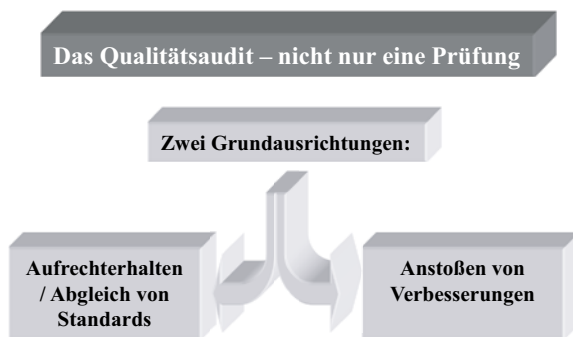 Das Qualitätsaudit – nicht nur eine Prüfung
Zwei Grundausrichtungen:
Aufrechterhalten
/ Abgleich von
Standards
Anstoßen von
Verbesserungen